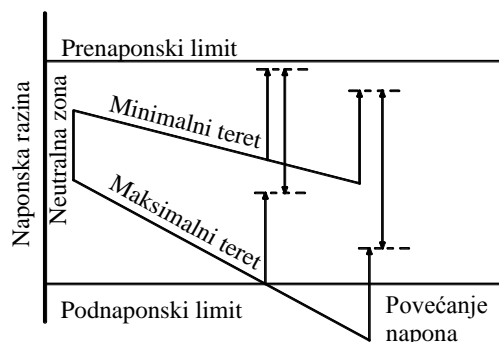 Prenaponski limit
Naponska razina
Neutralna zona
Minimalni teret
Maksimalni teret
Podnaponski limit
Povećanje
napona